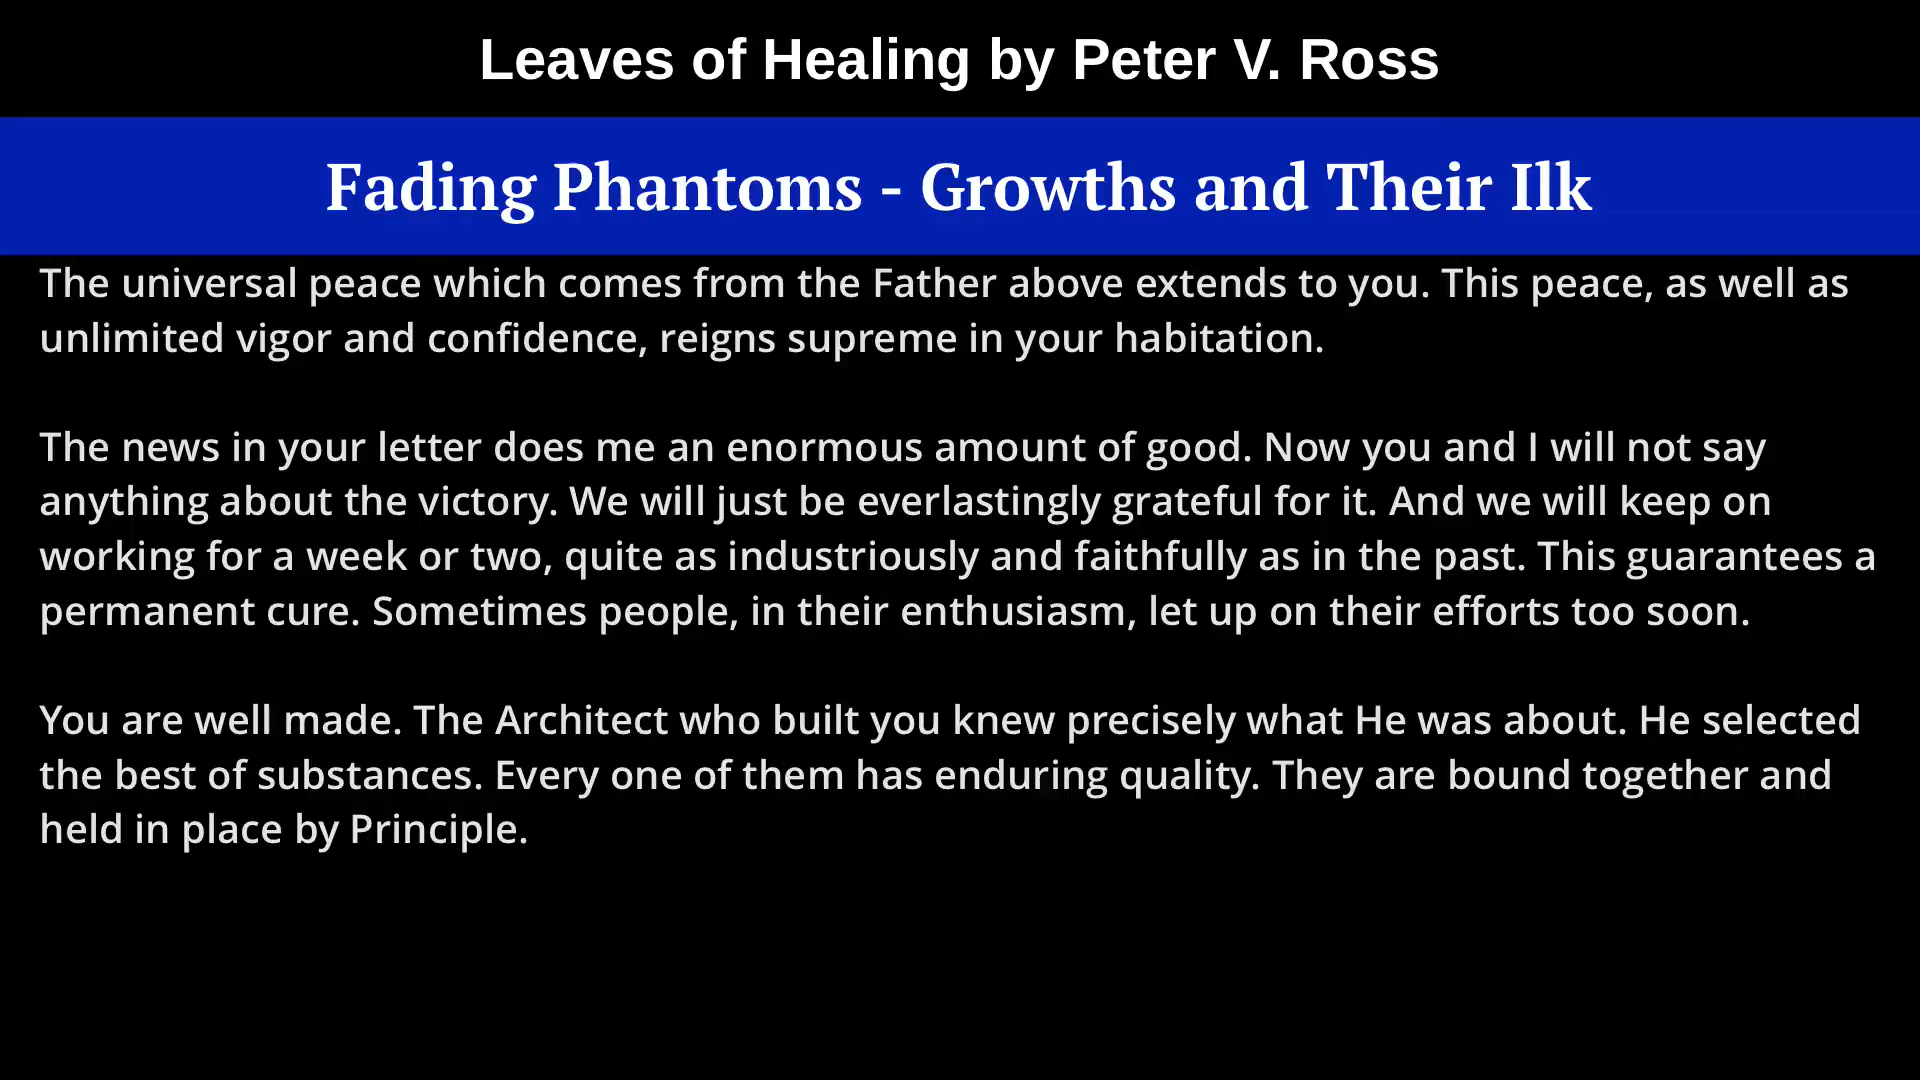 Leaves of Healing by Peter V. Ross
Fading Phantoms - Growths and Their Ilk
The universal peace which comes from the Father above extends to you. This peace, as well as
unlimited vigor and confidence, reigns supreme in your habitation.
The news in your letter does me an enormous amount of good. Now you and I will not say
anything about the victory. We will just be everlastingly grateful for it. And we will keep on
working for a week or two, quite as industriously and faithfully as in the past. This guarantees a
permanent cure. Sometimes people, in their enthusiasm, let up on their efforts too soon.
You are well made. The Architect who built you knew precisely what He was about. He selected
the best of substances. Every one of them has enduring quality. They are bound together and
held in place by Principle.